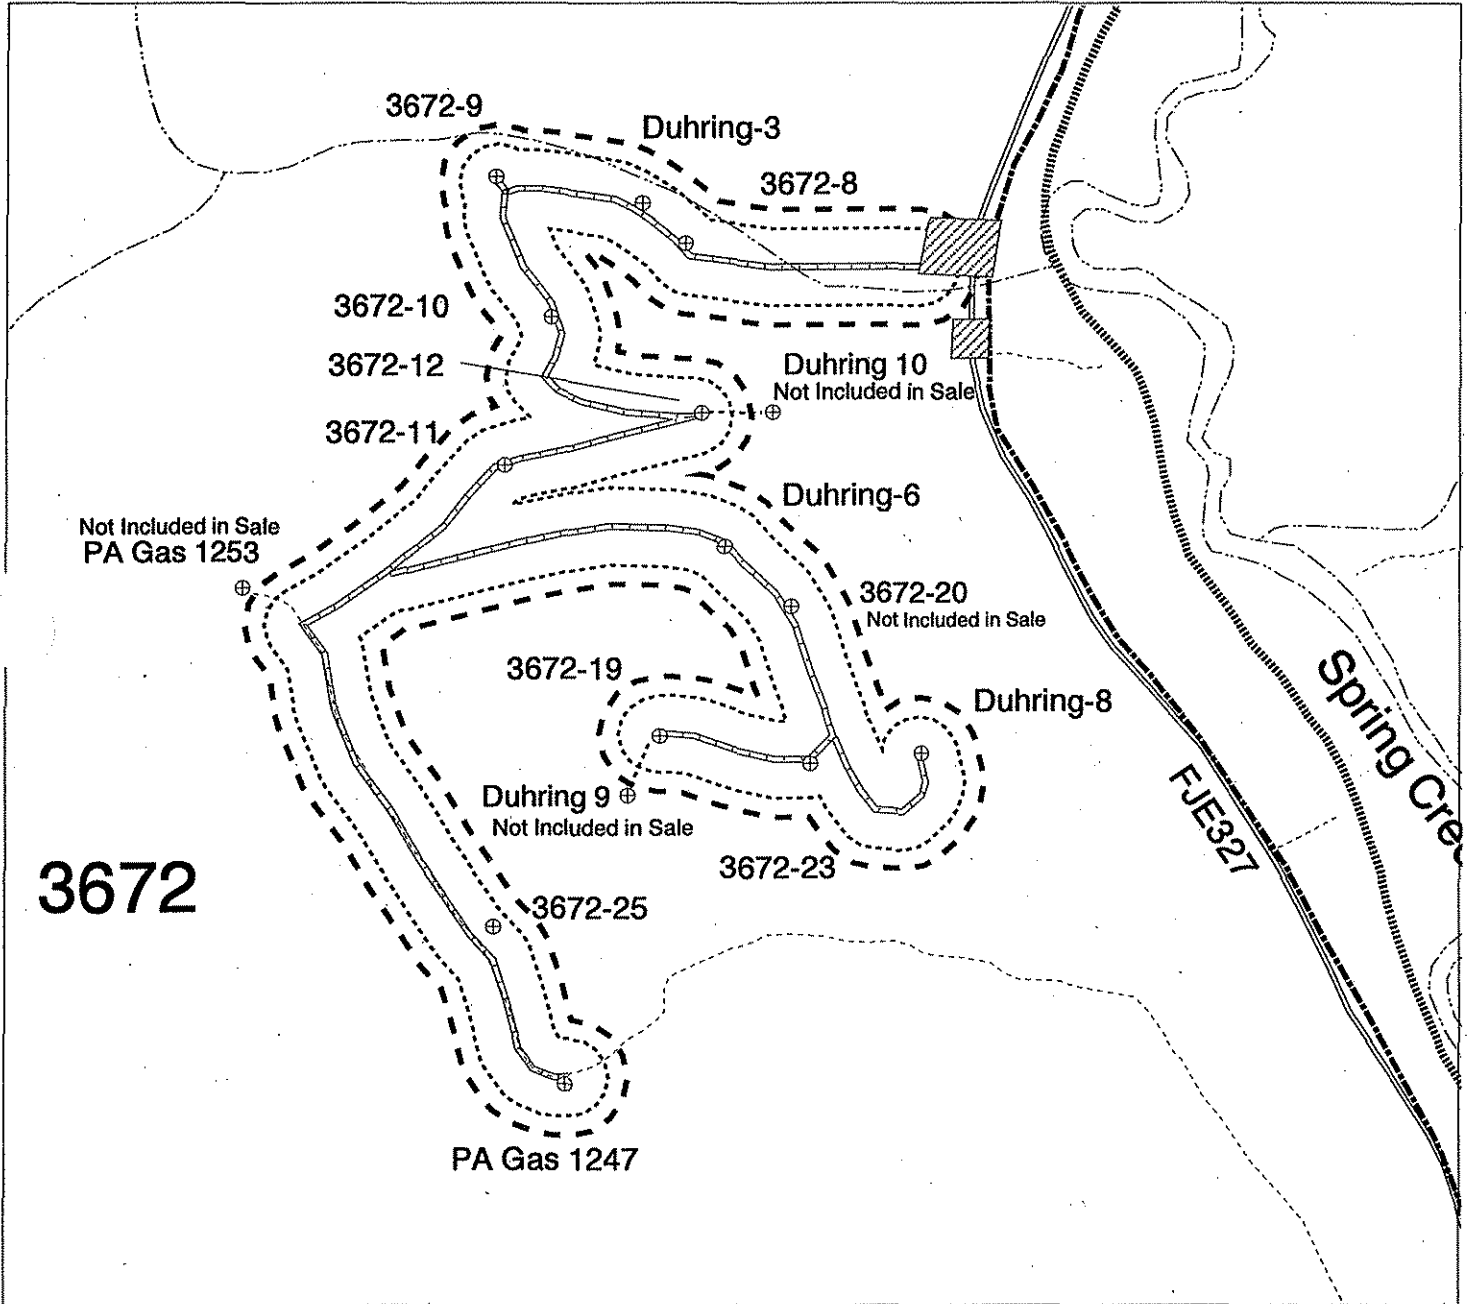 3672-9
Duhring-3
3672-8
3672-10
3672-12
Duhring 10
Not Included in Sale
3672-11
Duhring-6
Not Included in Sale
PA Gas 1253
3672-20
Not Included in Sale
3672-19
Duhring-8
Spring Cree
Duhring 9
Not Included in Sale
FJE327
3672-23
3672
3672-25
PA Gas 1247